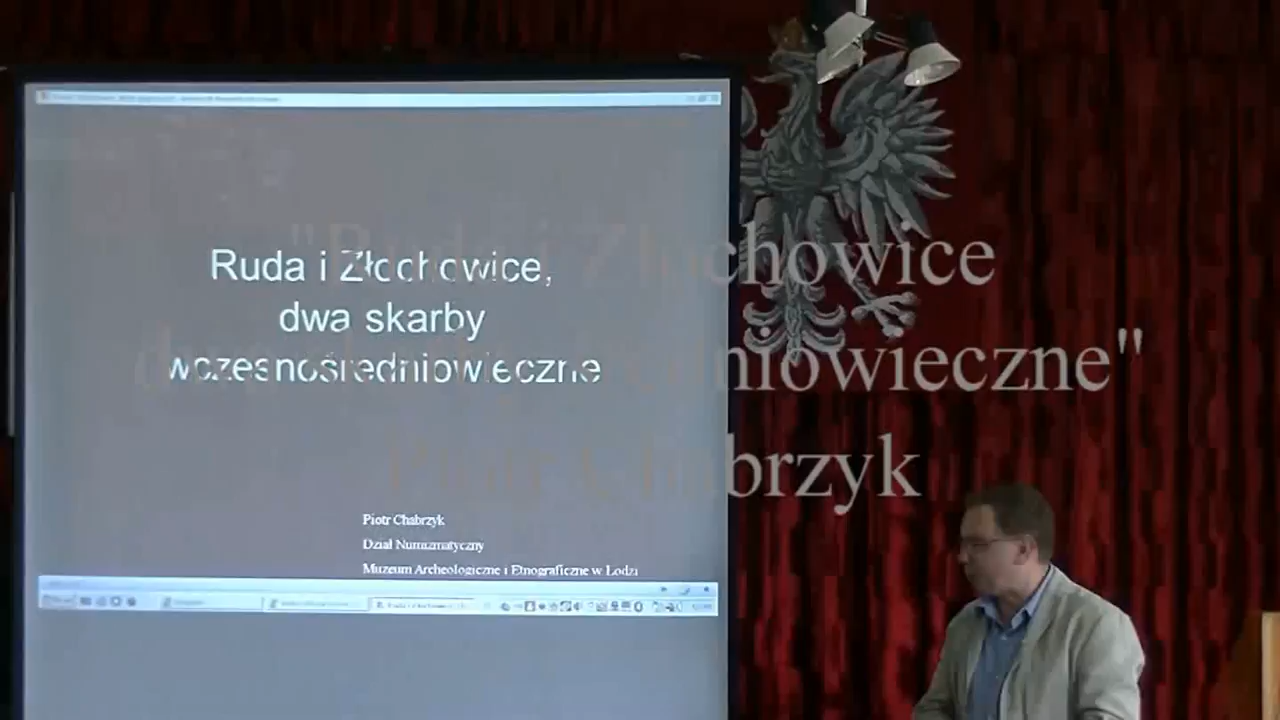 Ruda i Złochowice,
dwa skarby
wczesnośredniowieczne
Piotr Chabrzyk
Dział Numizmatyczny
Muzeum Archeologiczne i Etnograficzne w Łodzi
"Ruda i Złochowice
dwa skarby średniowieczne"
Piotr Chabrzyk